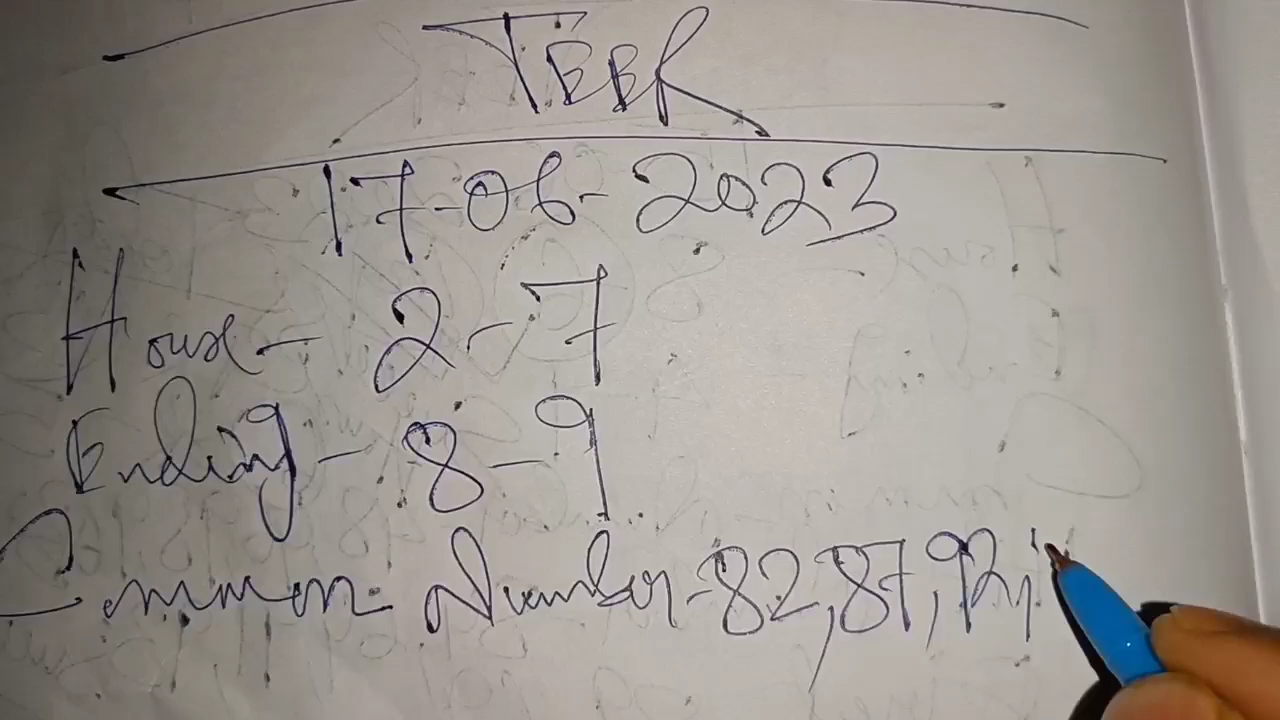 TEER
17-06-2023
House- 2-7
Ending- 8-9
Common Number-82,87,92,